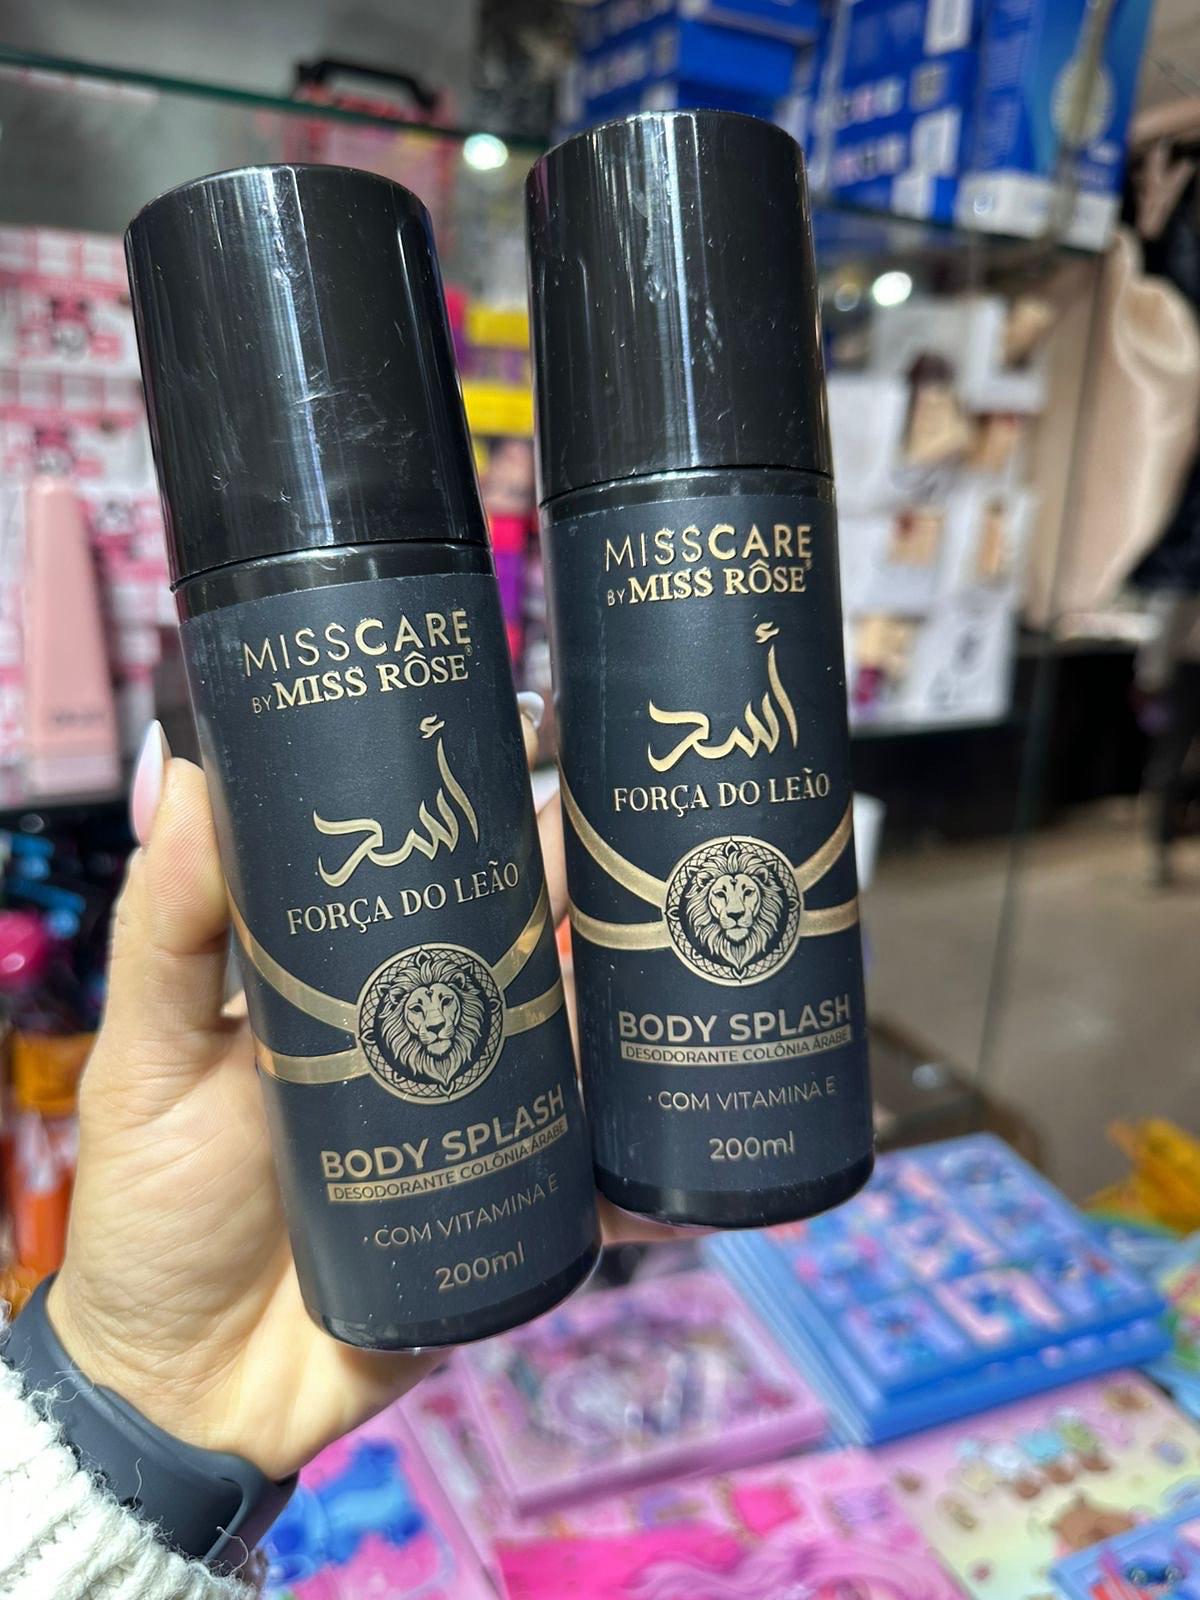 MISSCARE
BY MISS RÔSE®
أسد
FORÇA DO LEÃO
BODY SPLASH
DESODORANTE COLÔNIA ÁRABE
• COM VITAMINA E
200ml
MISSCARE
BY MISS RÔSE®
أسد
FORÇA DO LEÃO
BODY SPLASH
DESODORANTE COLÔNIA ÁRABE
• COM VITAMINA E
200ml